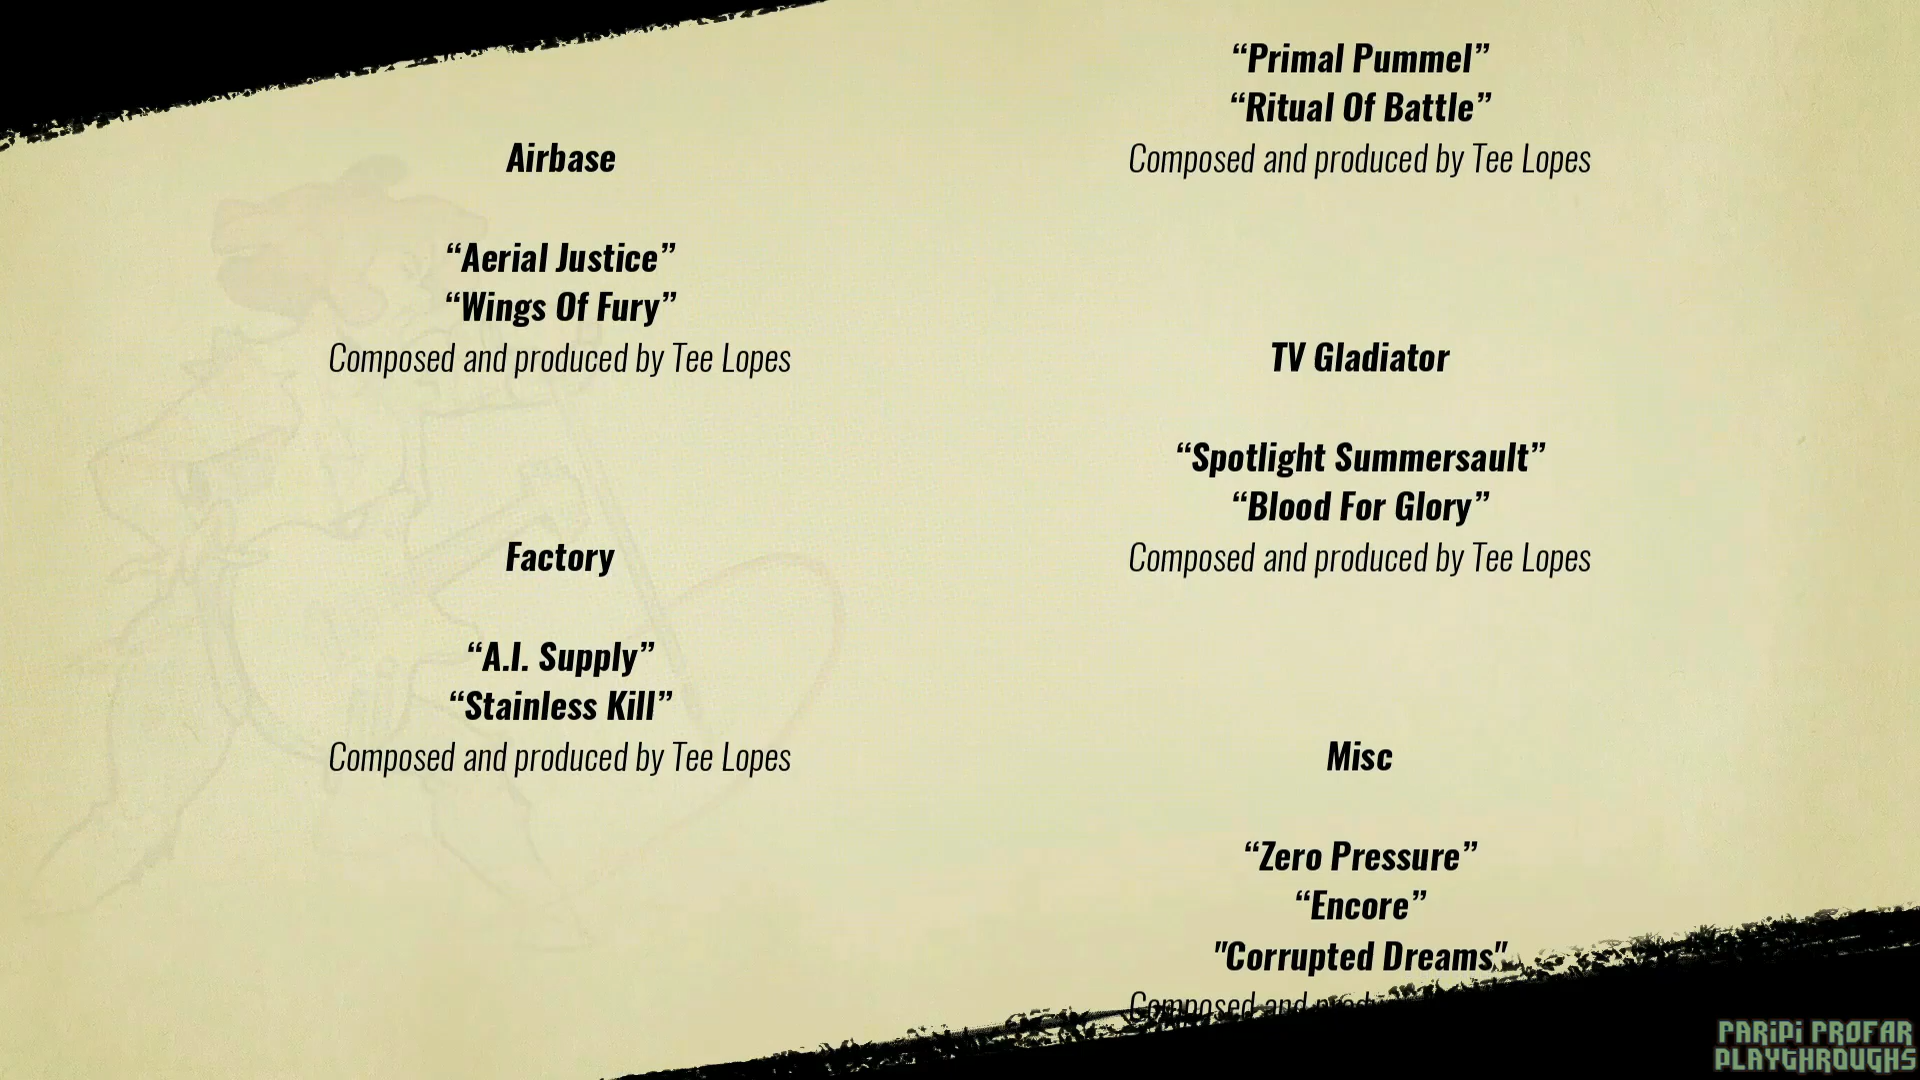 Airbase
“Aerial Justice”
“Wings Of Fury”
Composed and produced by Tee Lopes
Factory
“A.I. Supply”
“Stainless Kill”
Composed and produced by Tee Lopes
“Primal Pummel”
“Ritual Of Battle”
Composed and produced by Tee Lopes
TV Gladiator
“Spotlight Summersault”
“Blood For Glory”
Composed and produced by Tee Lopes
Misc
“Zero Pressure”
“Encore”
"Corrupted Dreams"
Composed and
PARIPI PROFAR
PLAYTHROUGHS